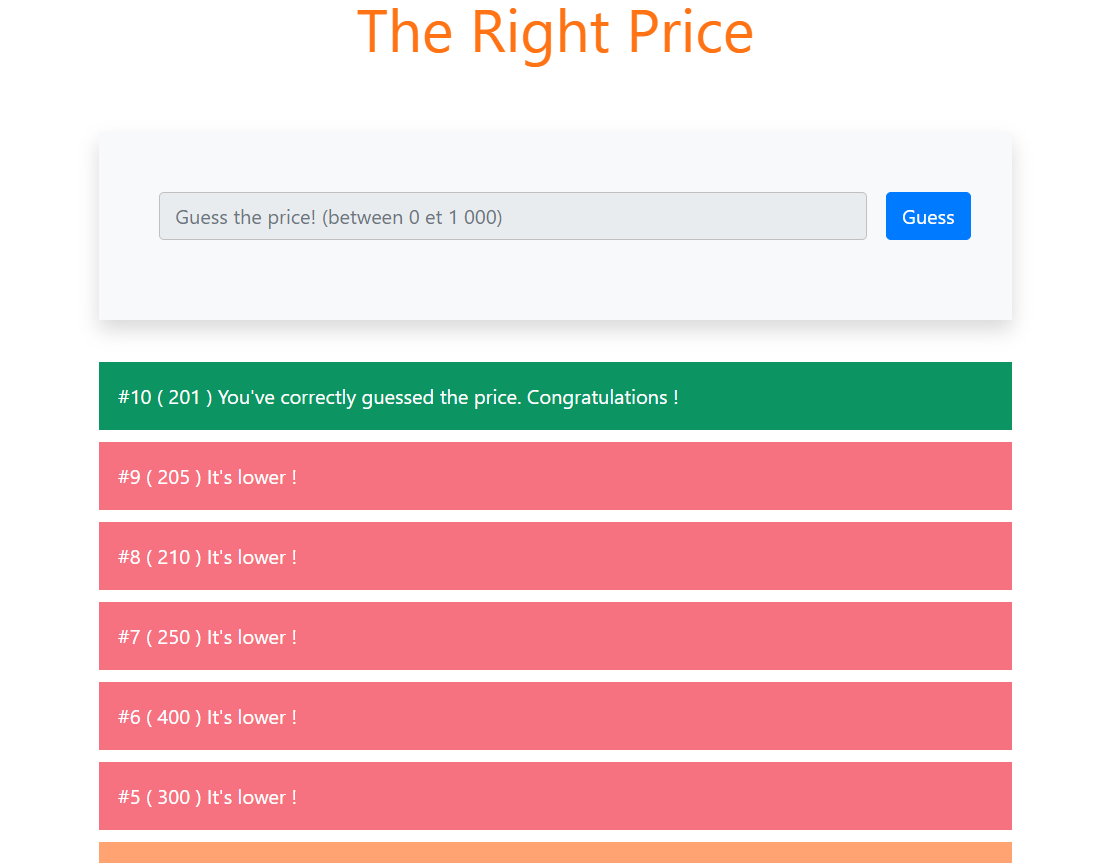 The Right Price
Guess the price! (between 0 et 1 000)
Guess
#10 ( 201 ) You've correctly guessed the price. Congratulations !
#9 ( 205 ) It's lower !
#8 ( 210 ) It's lower !
#7 ( 250 ) It's lower !
#6 ( 400 ) It's lower !
#5 ( 300 ) It's lower !